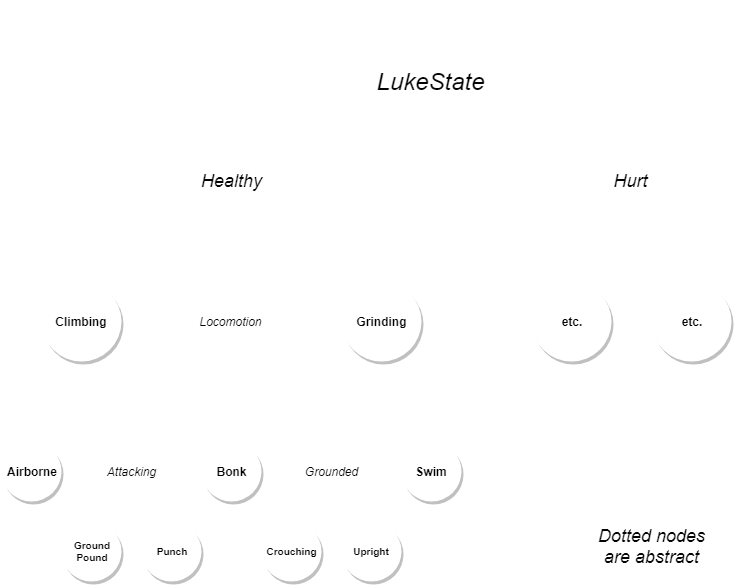 LukeState
Healthy
Hurt
Climbing
Locomotion
Grinding
etc.
etc.
Airborne
Attacking
Bonk
Grounded
Swim
Ground
Pound
Punch
Crouching
Upright
Dotted nodes
are abstract